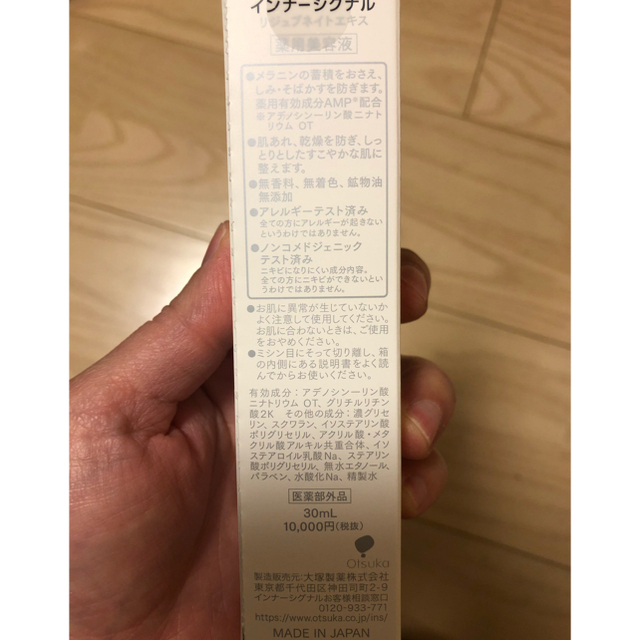 インナーシグナル
リジュブネイトエキス
薬用美容液
●メラニンの蓄積をおさえ、
しみ・そばかすを防ぎます。
薬用有効成分AMP※配合
※アデノシン一リン酸ニナト
リウム OT
●肌あれ、乾燥を防ぎ、しっ
とりとしたすこやかな肌に
整えます。
●無香料、無着色、鉱物油
無添加
●アレルギーテスト済み
全ての方にアレルギーが起きない
というわけではありません。
●ノンコメドジェニック
テスト済み
ニキビになりにくい成分内容。
全ての方にニキビができないとい
うわけではありません。
●お肌に異常が生じていないか
よく注意して使用してください。
お肌に合わないときは、ご使用
をおやめください。
●ミシン目にそって切り離し、箱
の内側にある説明書をよく読
んでからお使いください。
有効成分：アデノシン一リン酸
ニナトリウム OT、グリチルリチン
酸2K その他の成分：濃グリセ
リン、スクワラン、イソステアリン酸
ポリグリセリル、アクリル酸・メタ
クリル酸アルキル共重合体、イソ
ステアロイル乳酸Na、ステアリン
酸ポリグリセリル、無水エタノール、
パラベン、水酸化Na、精製水
医薬部外品
30mL
10,000円(税抜)
Otsuka
製造販売元：大塚製薬株式会社
東京都千代田区神田司町2-9
インナーシグナルお客様相談窓口
0120-933-771
https://www.otsuka.co.jp/ins/
MADE IN JAPAN